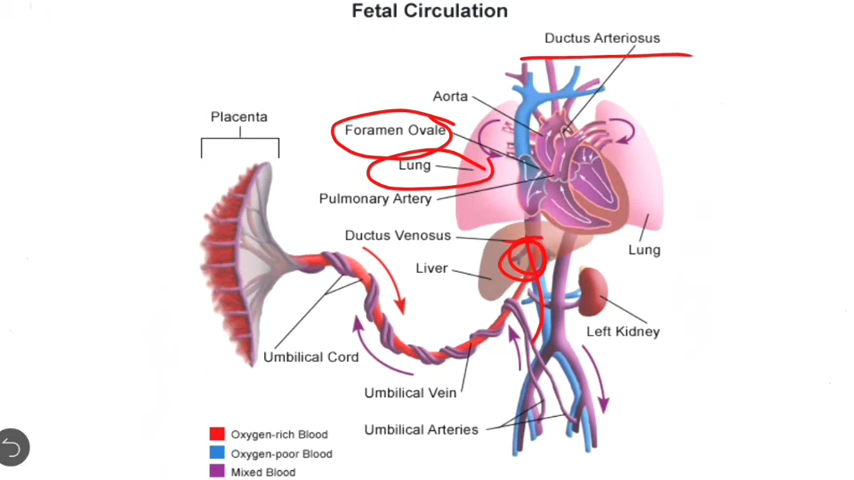 Fetal Circulation
Ductus Arteriosus
Aorta
Placenta
Foramen Ovale
Lung
Pulmonary Artery
Ductus Venosus
Lung
Liver
Left Kidney
Umbilical Cord
Umbilical Vein
Umbilical Arteries
Oxygen-rich Blood
Oxygen-poor Blood
Mixed Blood